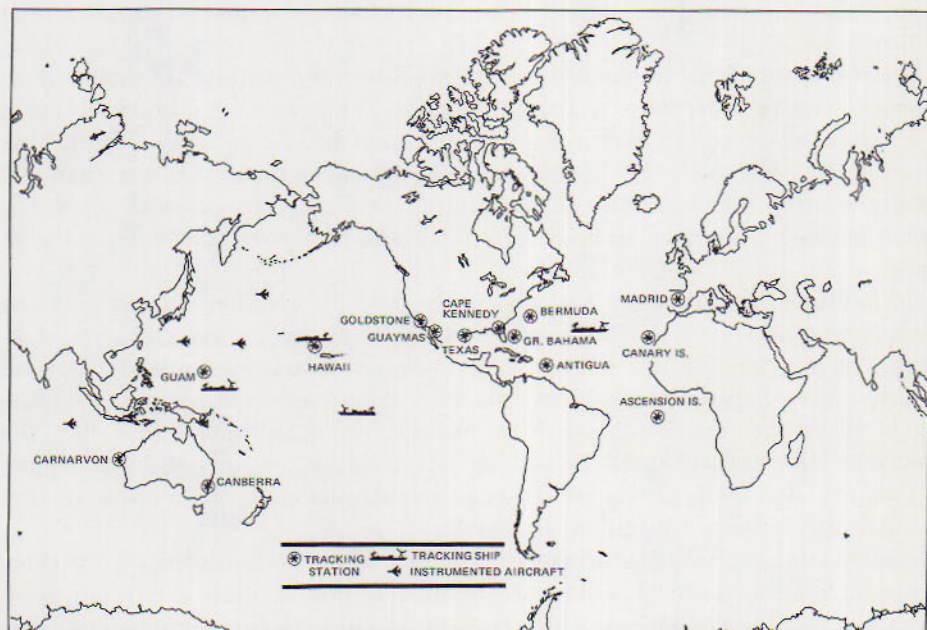 CAPE
KENNEDY
BERMUDA
MADRID
GOLDSTONE
GUAYMAS
TEXAS
GR. BAHAMA
CANARY IS.
HAWAII
GUAM
ANTIGUA
ASCENSION IS.
CARNARVON
CANBERRA
TRACKING
STATION
TRACKING SHIP
INSTRUMENTED AIRCRAFT